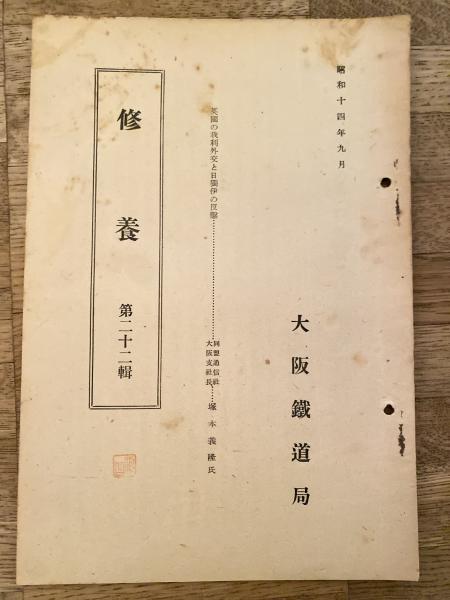 昭和十四年九月
大阪鐵道局
英國の我利外交と日獨伊の反擊……同盟通信社大阪支社長……塚本義隆氏
修養 第二十二輯